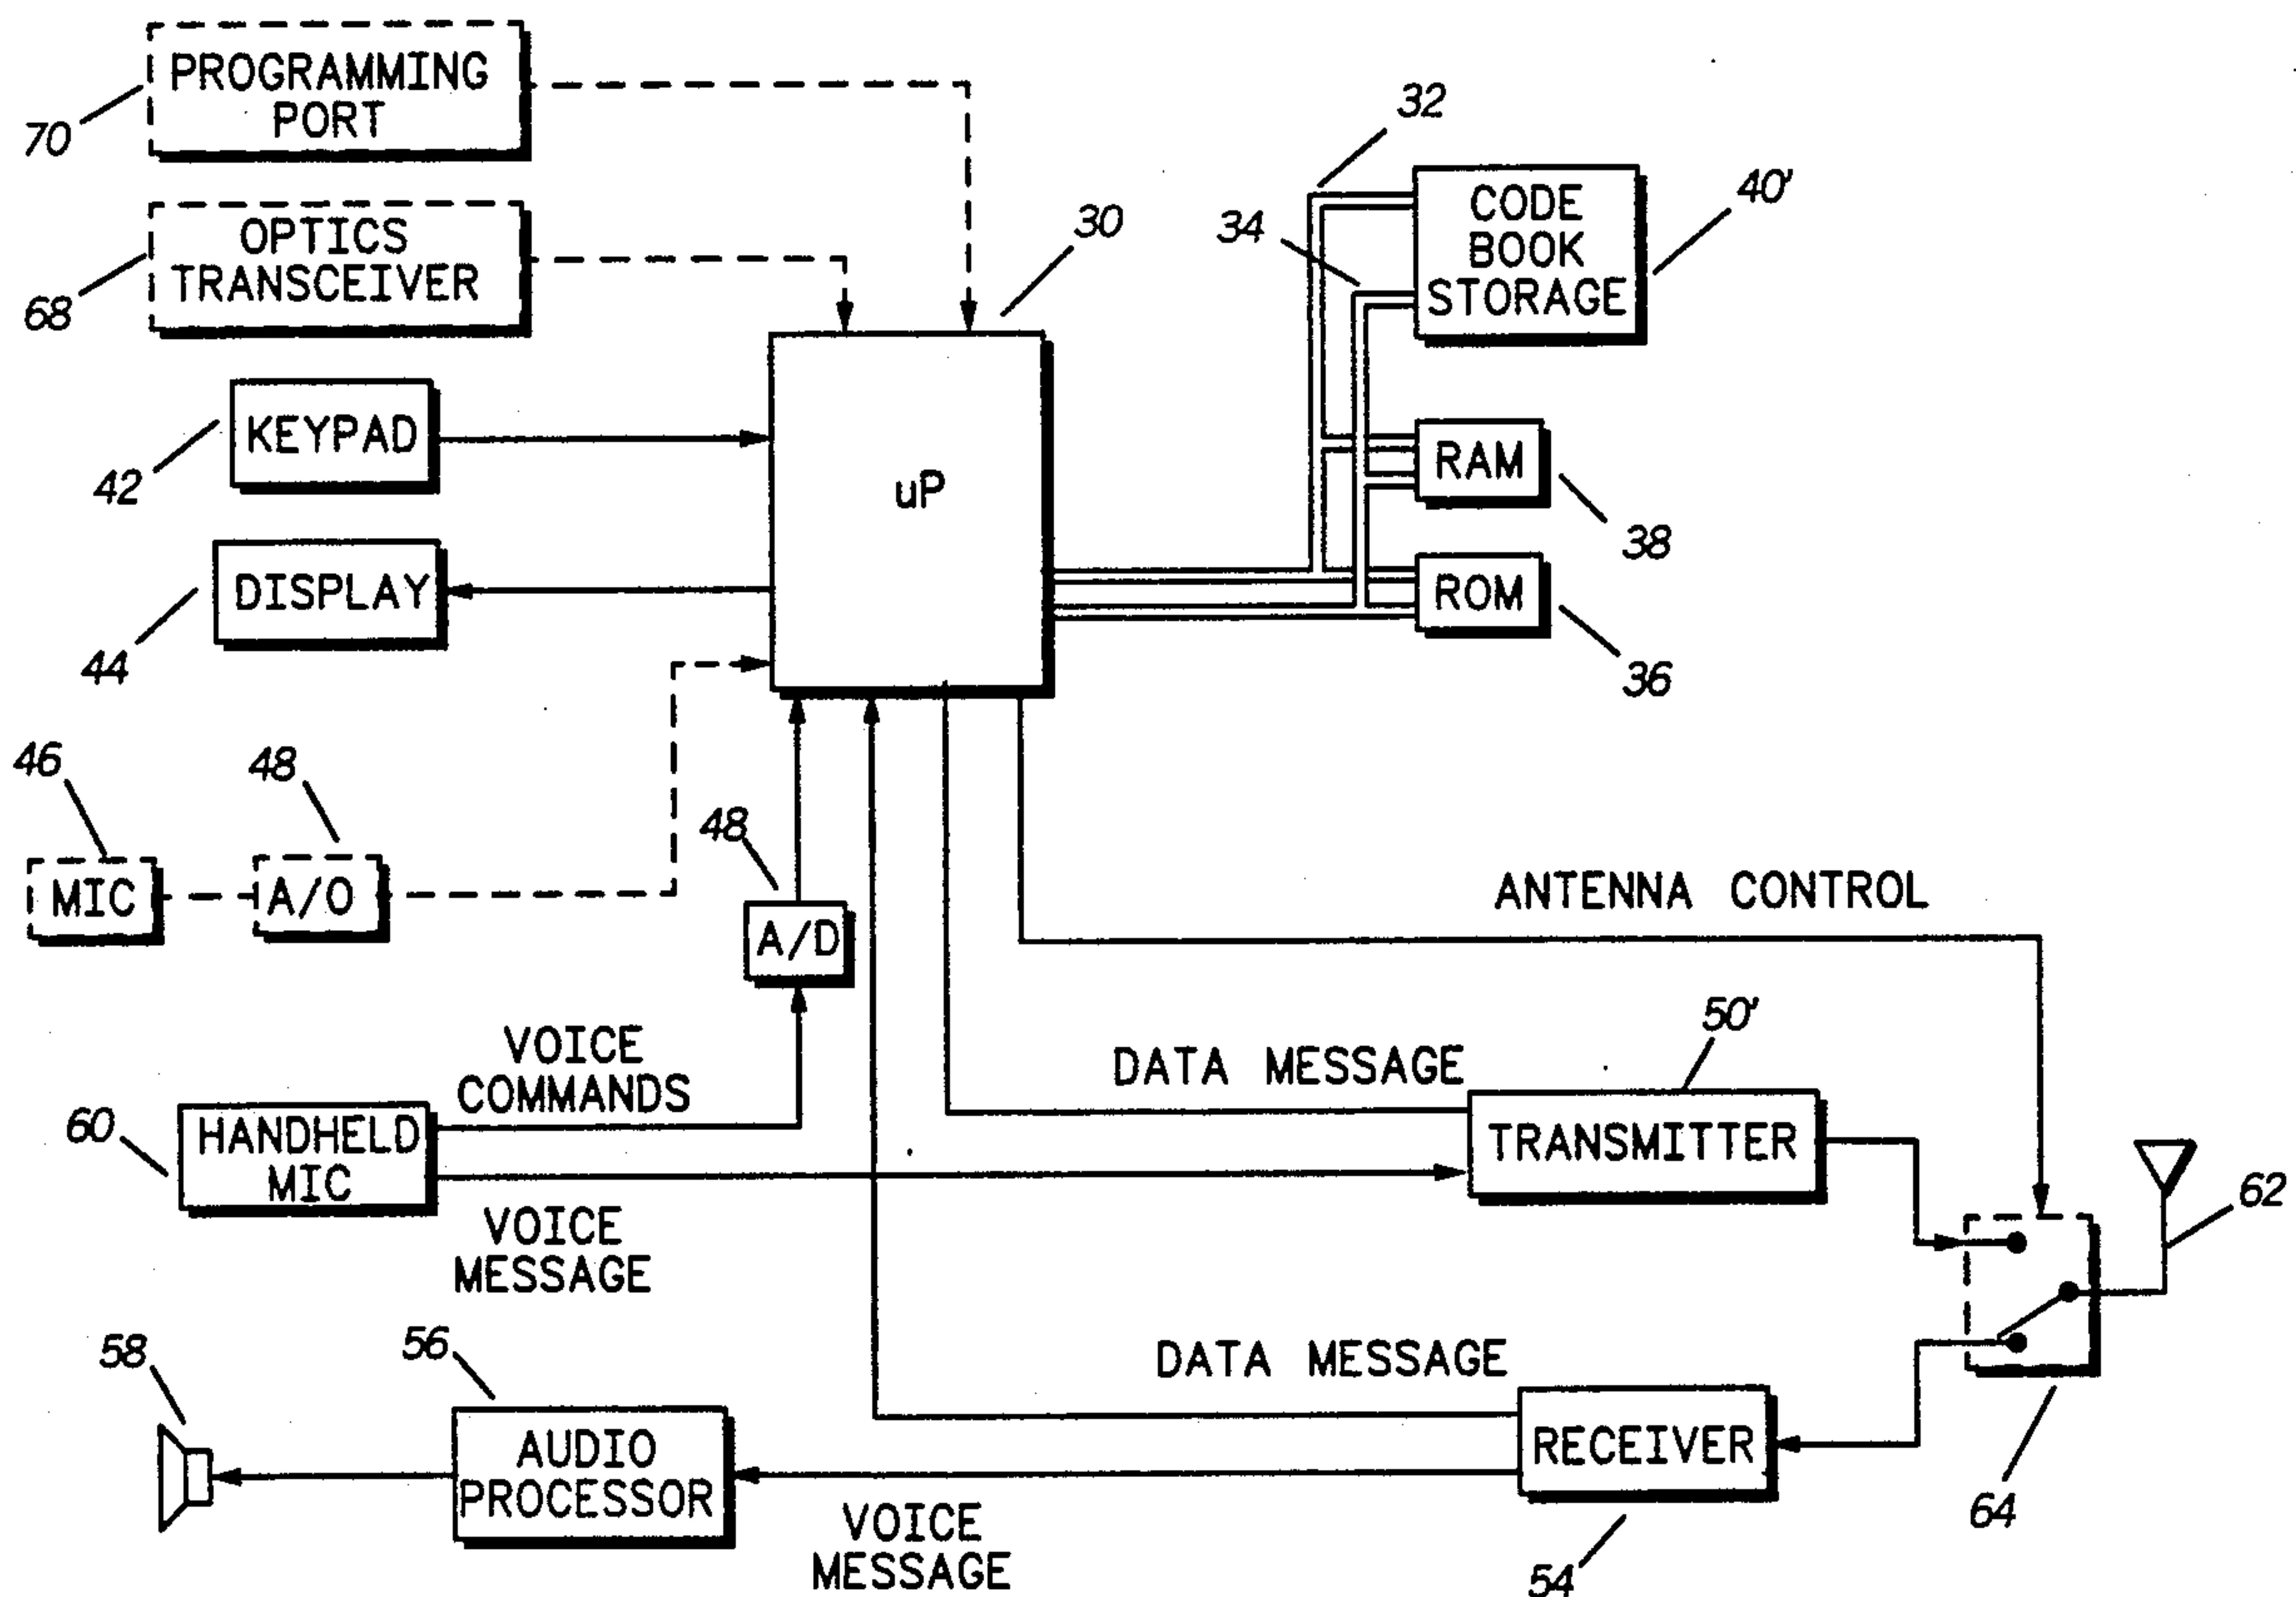 PROGRAMMING
PORT
70
OPTICS
TRANSCEIVER
68
32
CODE
BOOK
STORAGE
40'
34
30
KEYPAD
42
uP
RAM
38
DISPLAY
44
ROM
36
46
48
MIC
A/O
48
A/D
ANTENNA CONTROL
VOICE
COMMANDS
50'
DATA MESSAGE
60
HANDHELD
MIC
TRANSMITTER
62
VOICE
MESSAGE
58
56
DATA MESSAGE
AUDIO
PROCESSOR
RECEIVER
64
VOICE
MESSAGE
54